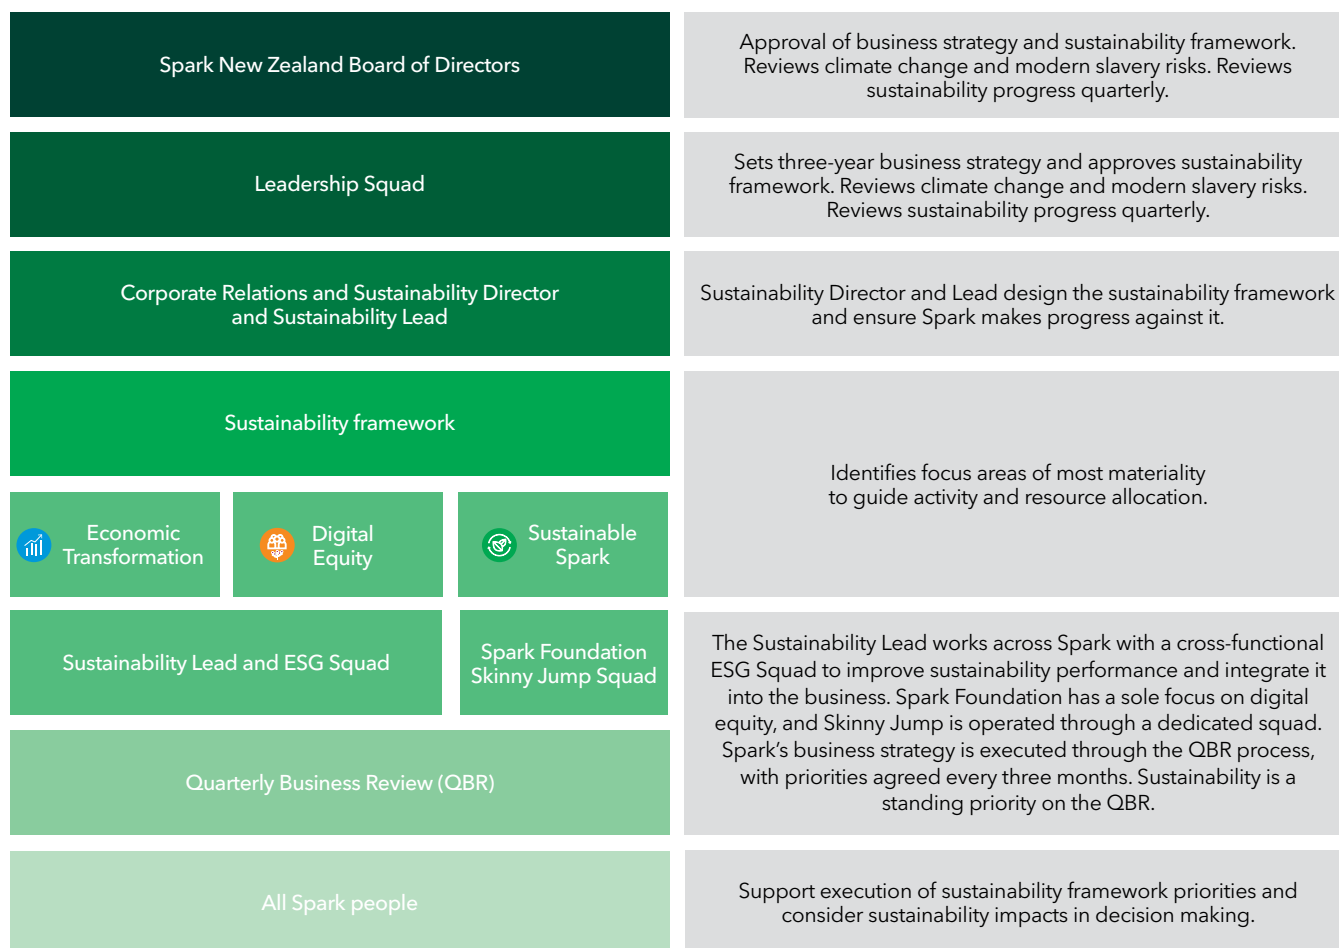 Spark New Zealand Board of Directors
Approval of business strategy and sustainability framework.
Reviews climate change and modern slavery risks. Reviews
sustainability progress quarterly.
Leadership Squad
Sets three-year business strategy and approves sustainability
framework. Reviews climate change and modern slavery risks.
Reviews sustainability progress quarterly.
Corporate Relations and Sustainability Director
and Sustainability Lead
Sustainability Director and Lead design the sustainability framework
and ensure Spark makes progress against it.
Sustainability framework
Economic
Transformation
Digital
Equity
Sustainable
Spark
Identifies focus areas of most materiality
to guide activity and resource allocation.
Sustainability Lead and ESG Squad
Spark Foundation
Skinny Jump Squad
Quarterly Business Review (QBR)
The Sustainability Lead works across Spark with a cross-functional
ESG Squad to improve sustainability performance and integrate it
into the business. Spark Foundation has a sole focus on digital
equity, and Skinny Jump is operated through a dedicated squad.
Spark’s business strategy is executed through the QBR process,
with priorities agreed every three months. Sustainability is a
standing priority on the QBR.
All Spark people
Support execution of sustainability framework priorities and
consider sustainability impacts in decision making.